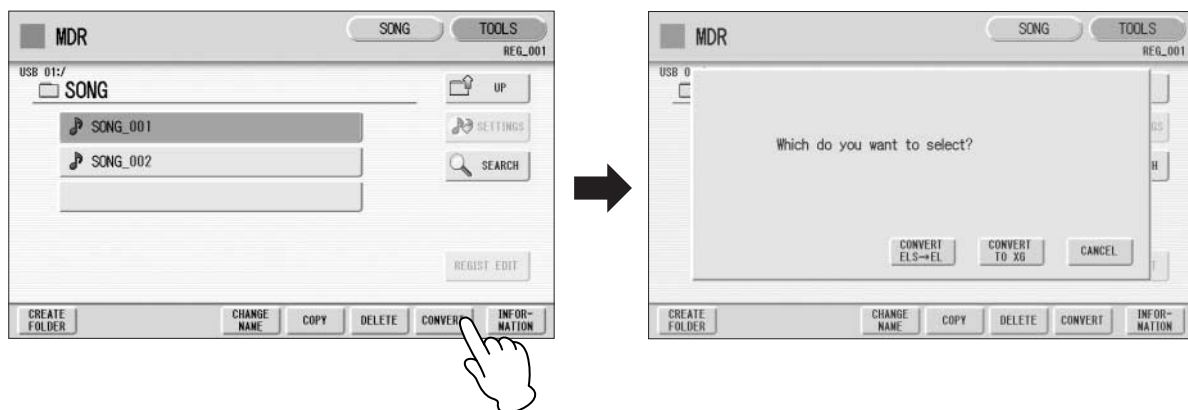 MDR
SONG
TOOLS
REG_001
USB 01:/
SONG
UP
SONG_001
SETTINGS
SONG_002
SEARCH
REGIST EDIT
CREATE
FOLDER
CHANGE
NAME
COPY
DELETE
CONVERT
INFOR-
MATION
MDR
SONG
TOOLS
REG_001
USB 0
GS
Which do you want to select?
H
CONVERT
ELS→EL
CONVERT
TO XG
CANCEL
T
CREATE
FOLDER
CHANGE
NAME
COPY
DELETE
CONVERT
INFOR-
MATION